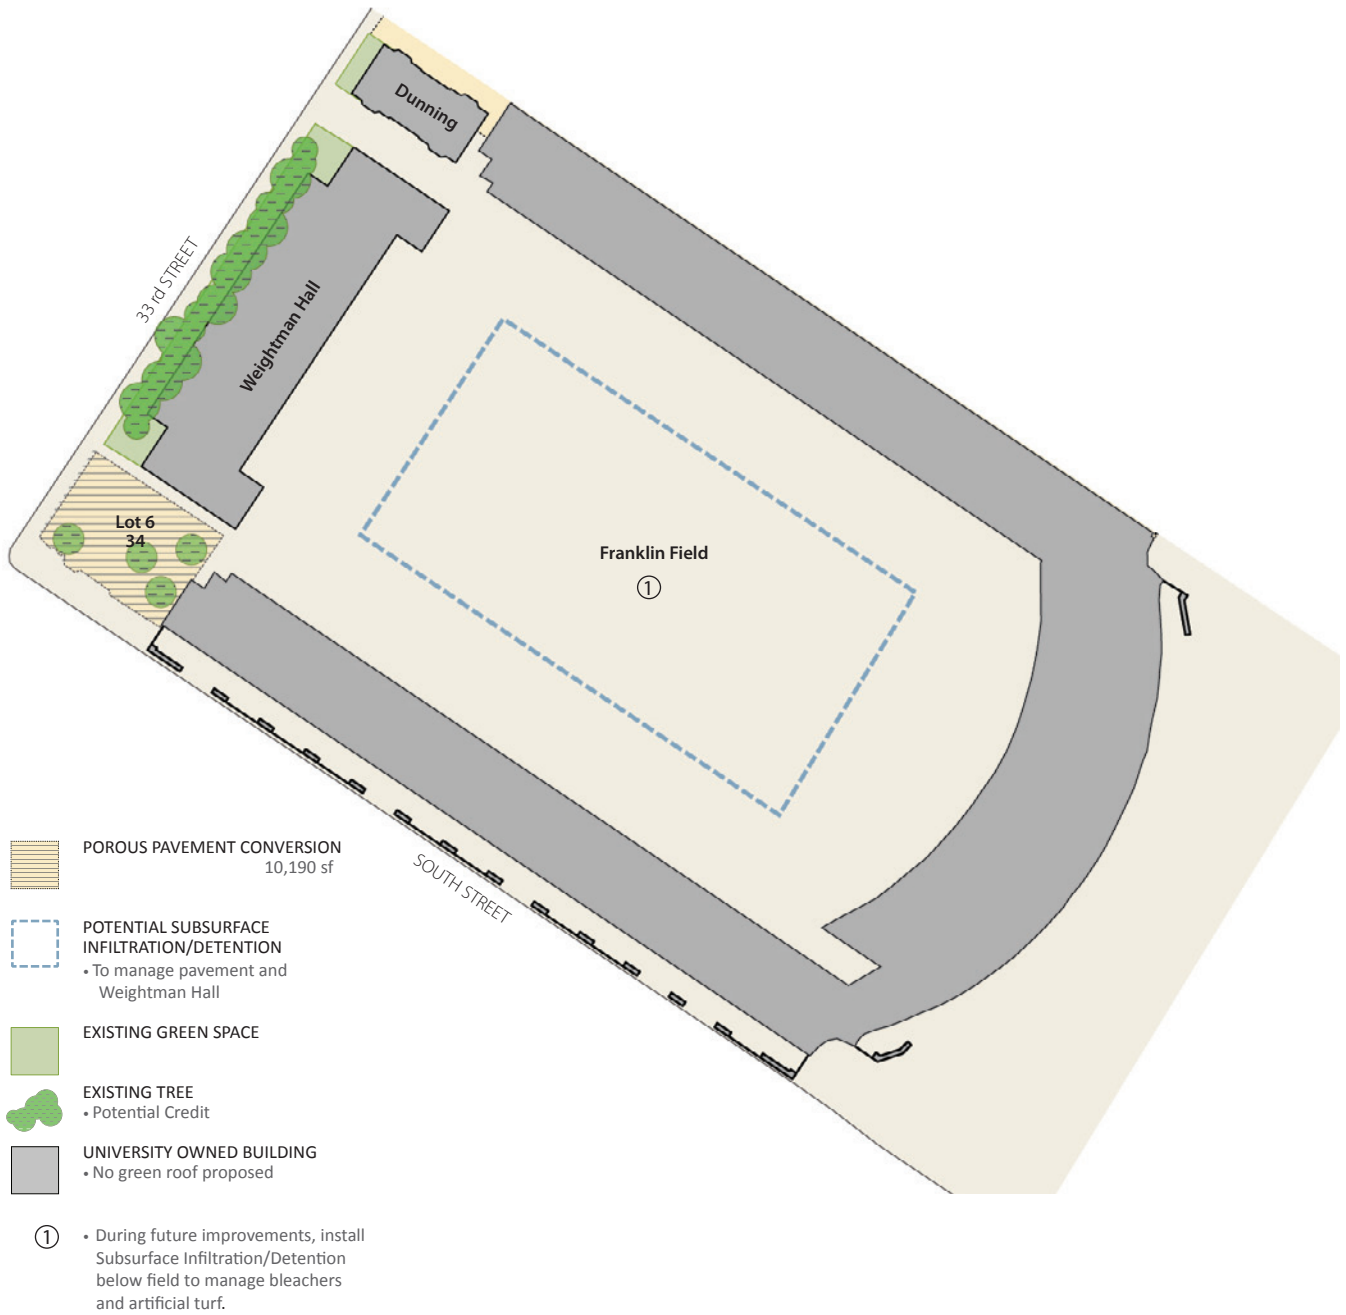 Dunning
33 rd STREET
Weightman Hall
Lot 6
34
Franklin Field
1
SOUTH STREET
POROUS PAVEMENT CONVERSION
10,190 sf
POTENTIAL SUBSURFACE
INFILTRATION/DETENTION
• To manage pavement and
Weightman Hall
EXISTING GREEN SPACE
EXISTING TREE
• Potential Credit
UNIVERSITY OWNED BUILDING
• No green roof proposed
1
• During future improvements, install
Subsurface Infiltration/Detention
below field to manage bleachers
and artificial turf.